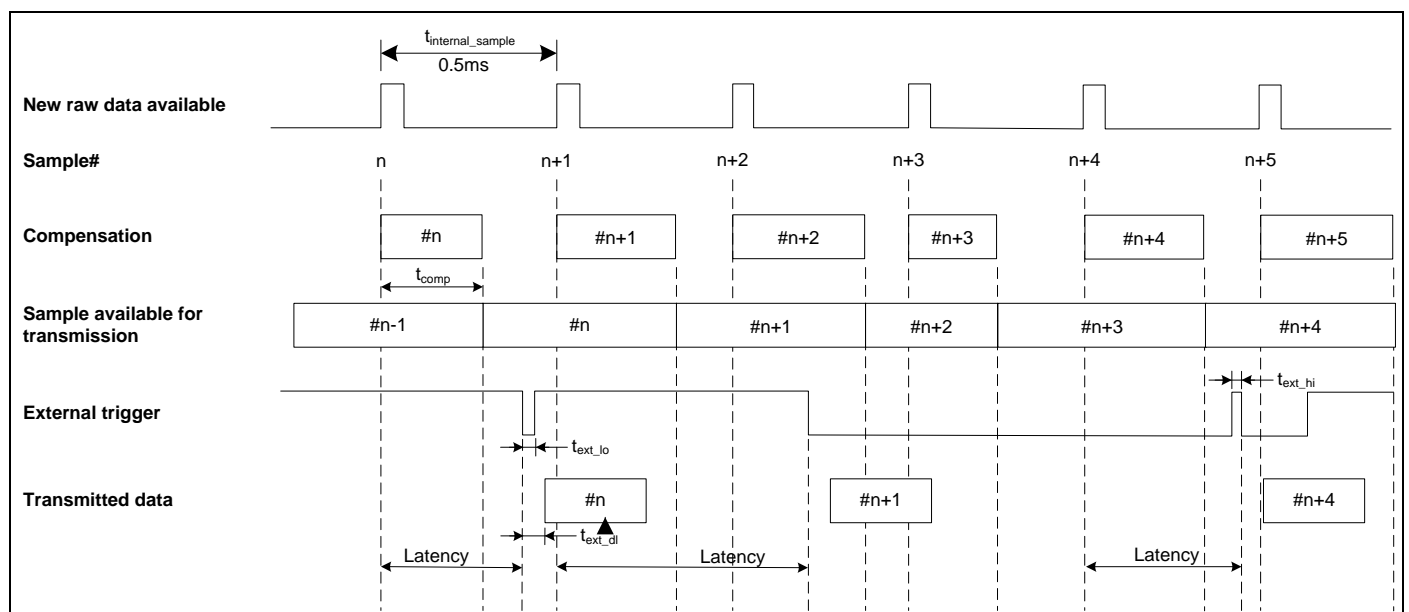 tinternal_sample
0.5ms
New raw data available
Sample# n n+1 n+2 n+3 n+4 n+5
Compensation #n #n+1 #n+2 #n+3 #n+4 #n+5
tcomp
Sample available for
transmission
#n-1 #n #n+1 #n+2 #n+3 #n+4
text_hi
External trigger
text_lo
Transmitted data #n #n+1 #n+4
text_dl
Latency Latency Latency